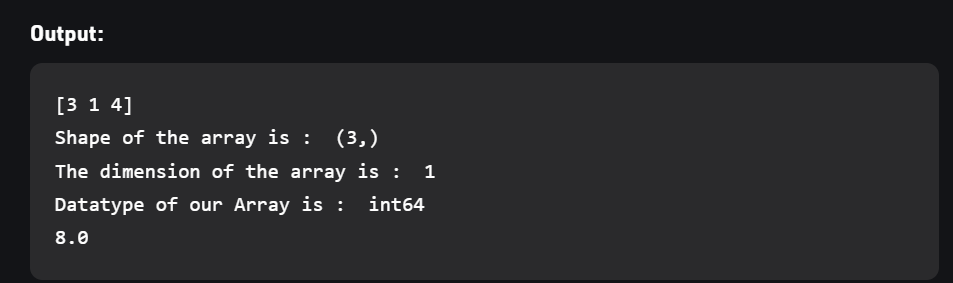 Output:
[3 1 4]
Shape of the array is :  (3,)
The dimension of the array is :  1
Datatype of our Array is :  int64
8.0